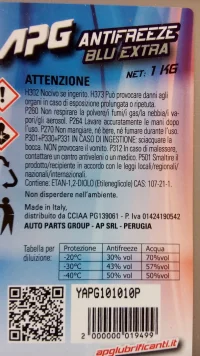 APG ANTIFREEZE
BLU EXTRA
NET: 1 KG
ATTENZIONE
H302 Nocivo se ingerito. H373 Può provocare danni agli
organi in caso di esposizione prolungata o ripetuta.
P260 Non respirare la polvere/i fumi/i gas/la nebbia/i va-
pori/gli aerosol. P264 Lavare accuratamente le mani dopo
l'uso. P270 Non mangiare, né bere, né fumare durante l'uso.
P301+P330+P331 IN CASO DI INGESTIONE: sciacquare la
bocca. NON provocare il vomito. P312 In caso di malessere,
contattare un centro antiveleni o un medico. P501 Smaltire il
prodotto/recipiente in accordo con le leggi locali/regionali/
nazionali/internazionali.
Contiene: ETAN-1,2-DIOLO (Etilenglicole) CAS: 107-21-1.
Non disperdere nell'ambiente.
Made in Italy,
distribuito da CCIAA PG139061 - P. Iva 01424190542
AUTO PARTS GROUP - AP SRL - PERUGIA
Tabella per
diluizione:
Protezione Antifreeze Acqua
-20°C 30% vol 70% vol
-30°C 43% vol 57% vol
-40°C 50% vol 50% vol
YAPG101010P
2 000000 019499
apglubrificanti.it